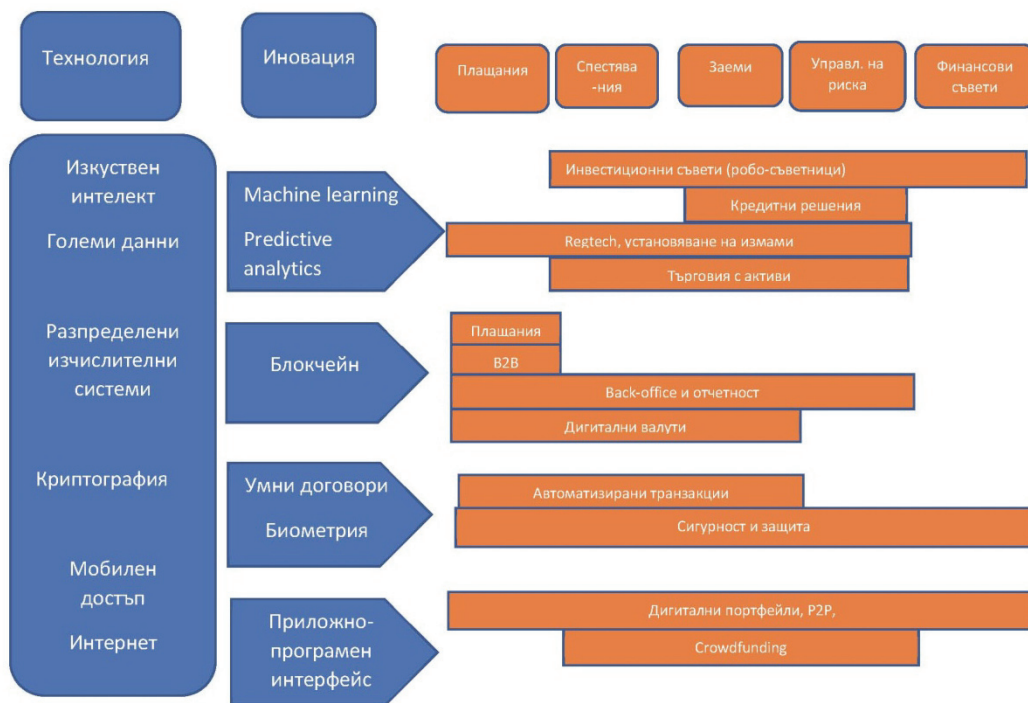 Технология
Иновация
Плащания
Спестява
-ния
Заеми
Управл. на
риска
Финансови
съвети
Изкуствен
интелект
Големи данни
Разпределени
изчислителни
системи
Криптография
Мобилен
достъп
Интернет
Machine learning
Predictive
analytics
Инвестиционни съвети (робо-съветници)
Кредитни решения
Regtech, установяване на измами
Търговия с активи
Блокчейн
Плащания
B2B
Back-office и отчетност
Дигитални валути
Умни договори
Биометрия
Автоматизирани транзакции
Сигурност и защита
Приложно-
програмен
интерфейс
Дигитални портфейли, P2P,
Crowdfunding